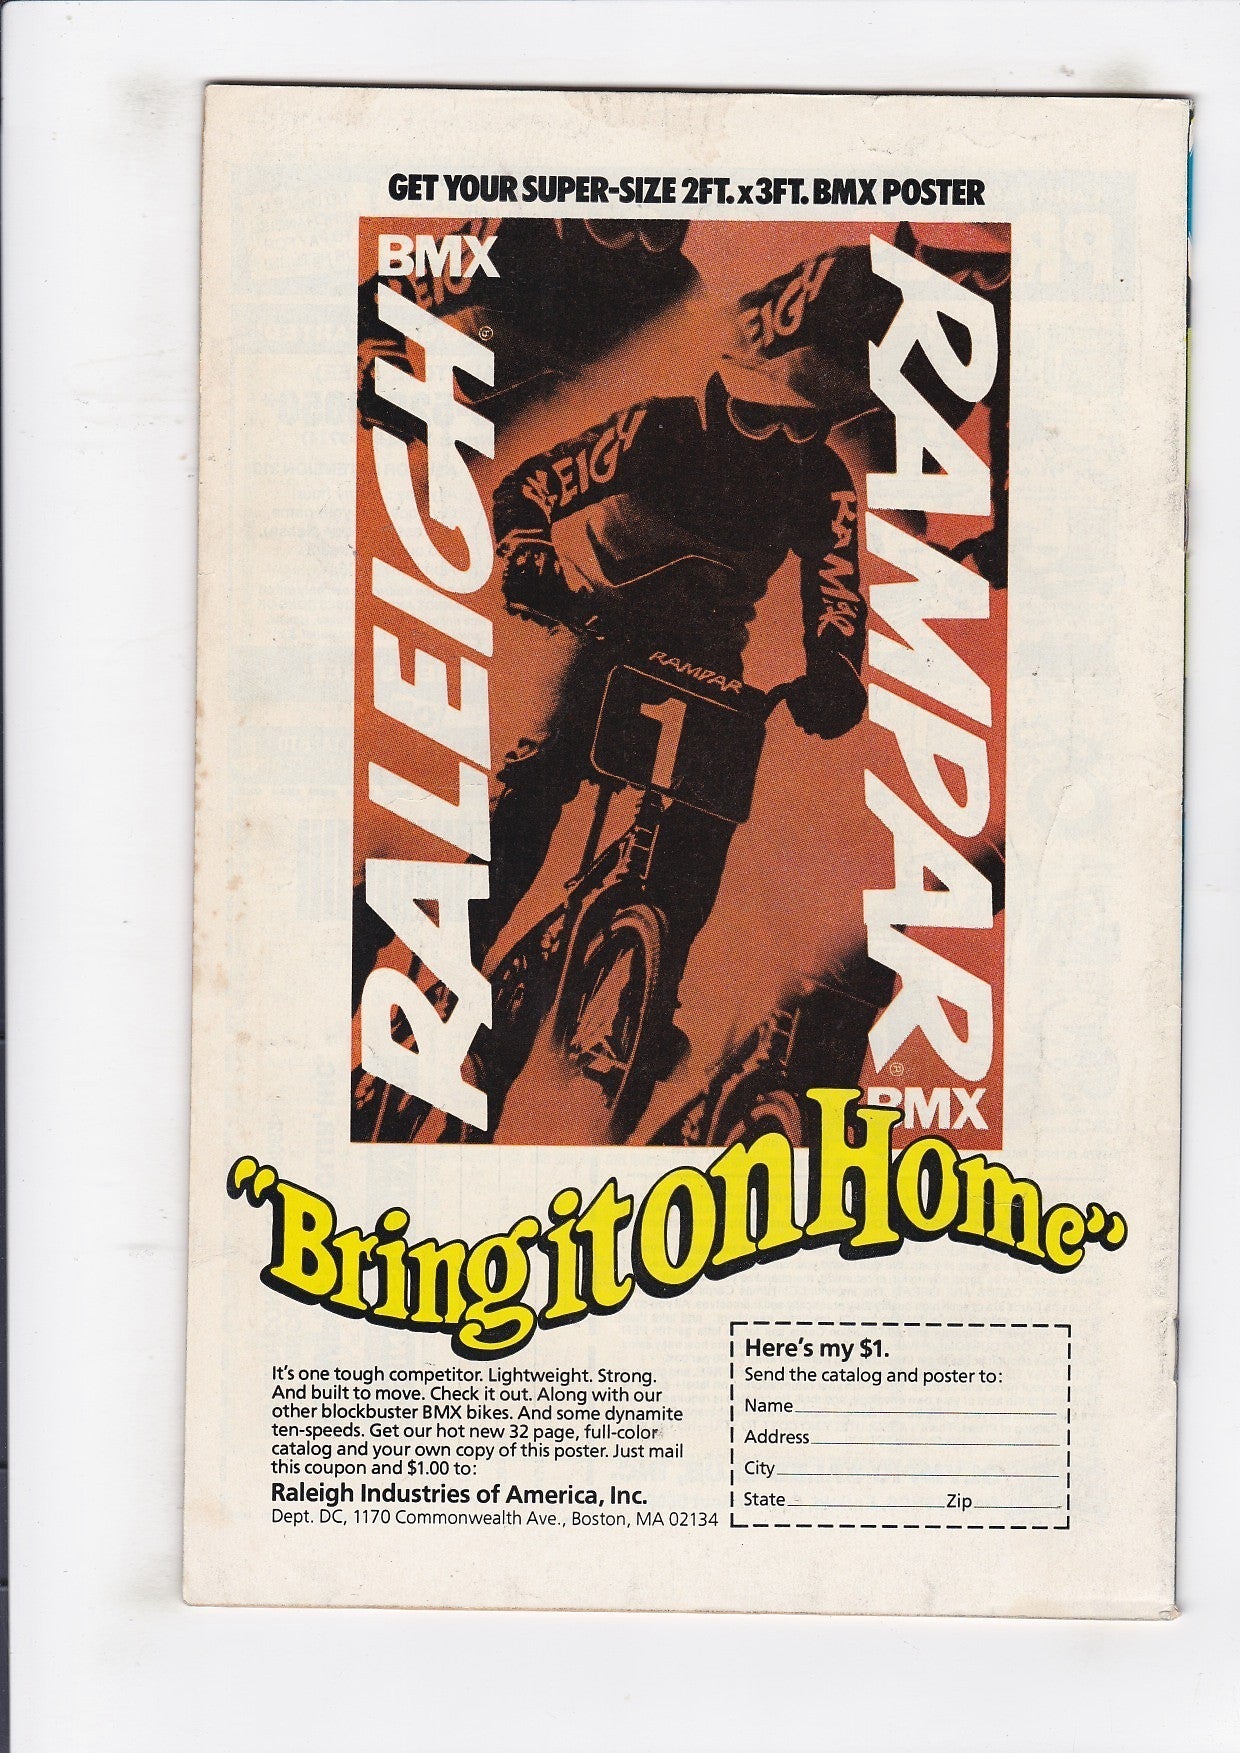 GET YOUR SUPER-SIZE 2FT. x 3FT. BMX POSTER
BMX
RALEIGH
®
EIG
EIGH
RALEIGH
RAMPAR
RAMPAR
1
RAMPAR
®
BMX
"Bring it on Home"
It's one tough competitor. Lightweight. Strong.
And built to move. Check it out. Along with our
other blockbuster BMX bikes. And some dynamite
ten-speeds. Get our hot new 32 page, full-color
catalog and your own copy of this poster. Just mail
this coupon and $1.00 to:
Raleigh Industries of America, Inc.
Dept. DC, 1170 Commonwealth Ave., Boston, MA 02134
Here's my $1.
Send the catalog and poster to:
Name
Address
City
State Zip